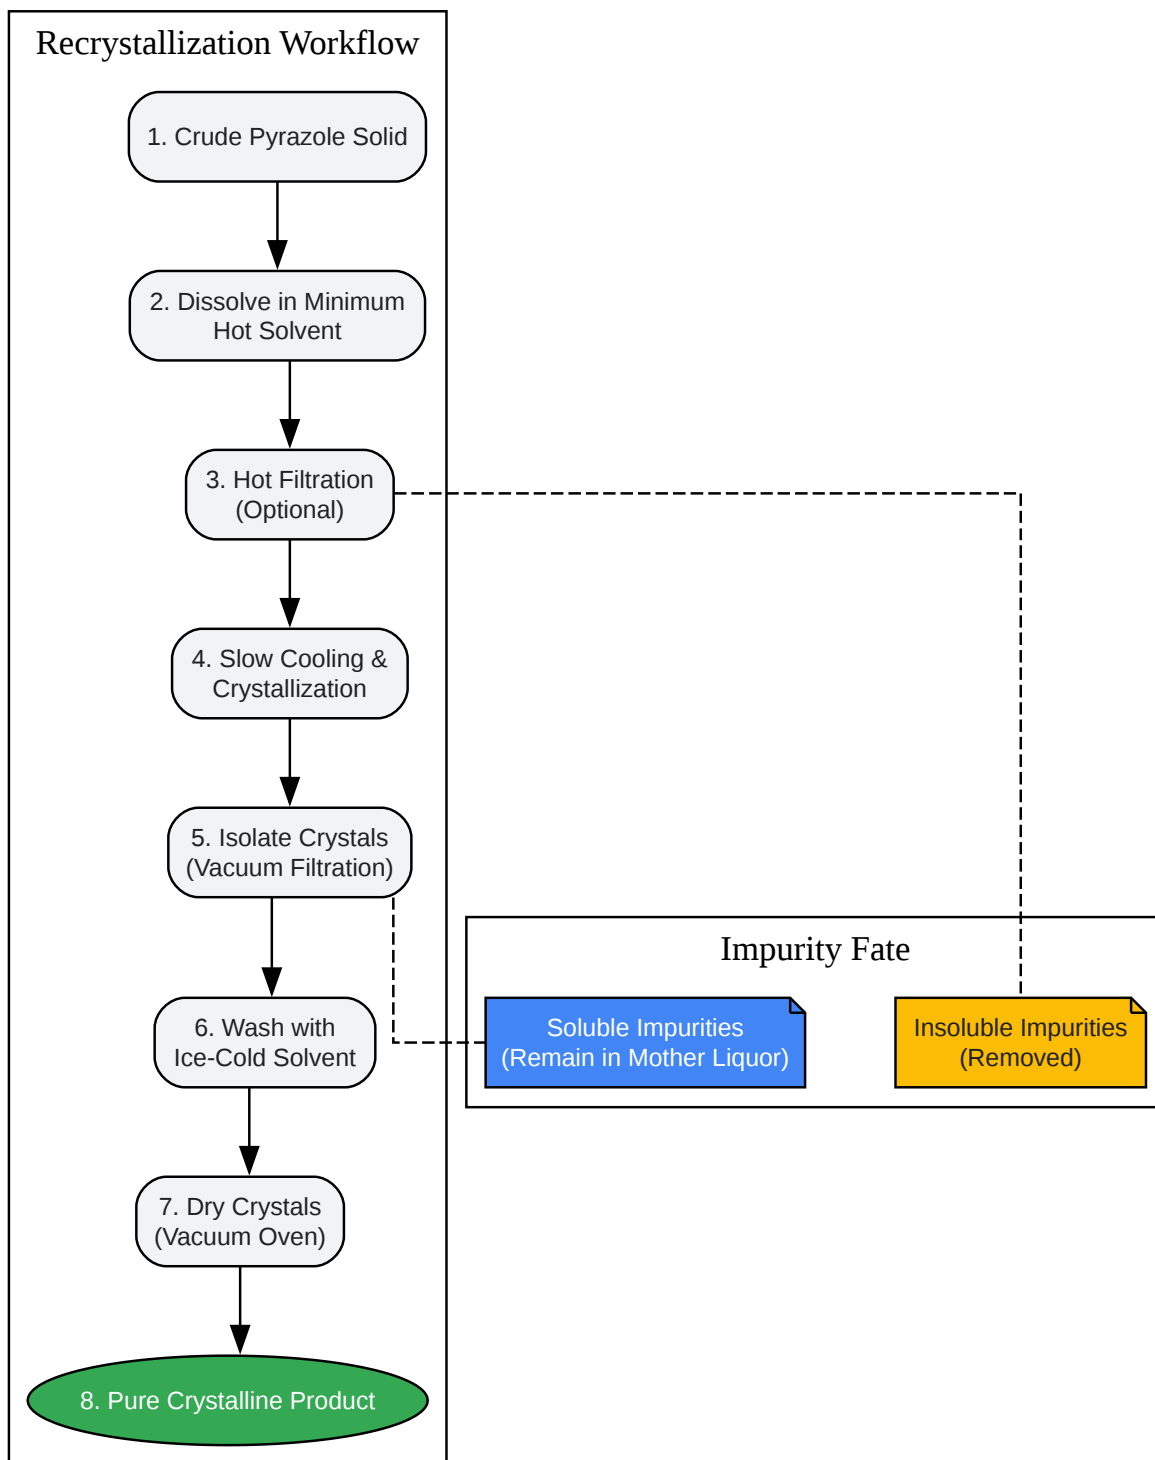 Recrystallization Workflow
1. Crude Pyrazole Solid
2. Dissolve in Minimum
Hot Solvent
3. Hot Filtration
(Optional)
4. Slow Cooling &
Crystallization
5. Isolate Crystals
(Vacuum Filtration)
Impurity Fate
Soluble Impurities
(Remain in Mother Liquor)
Insoluble Impurities
(Removed)
6. Wash with
Ice-Cold Solvent
7. Dry Crystals
(Vacuum Oven)
8. Pure Crystalline Product